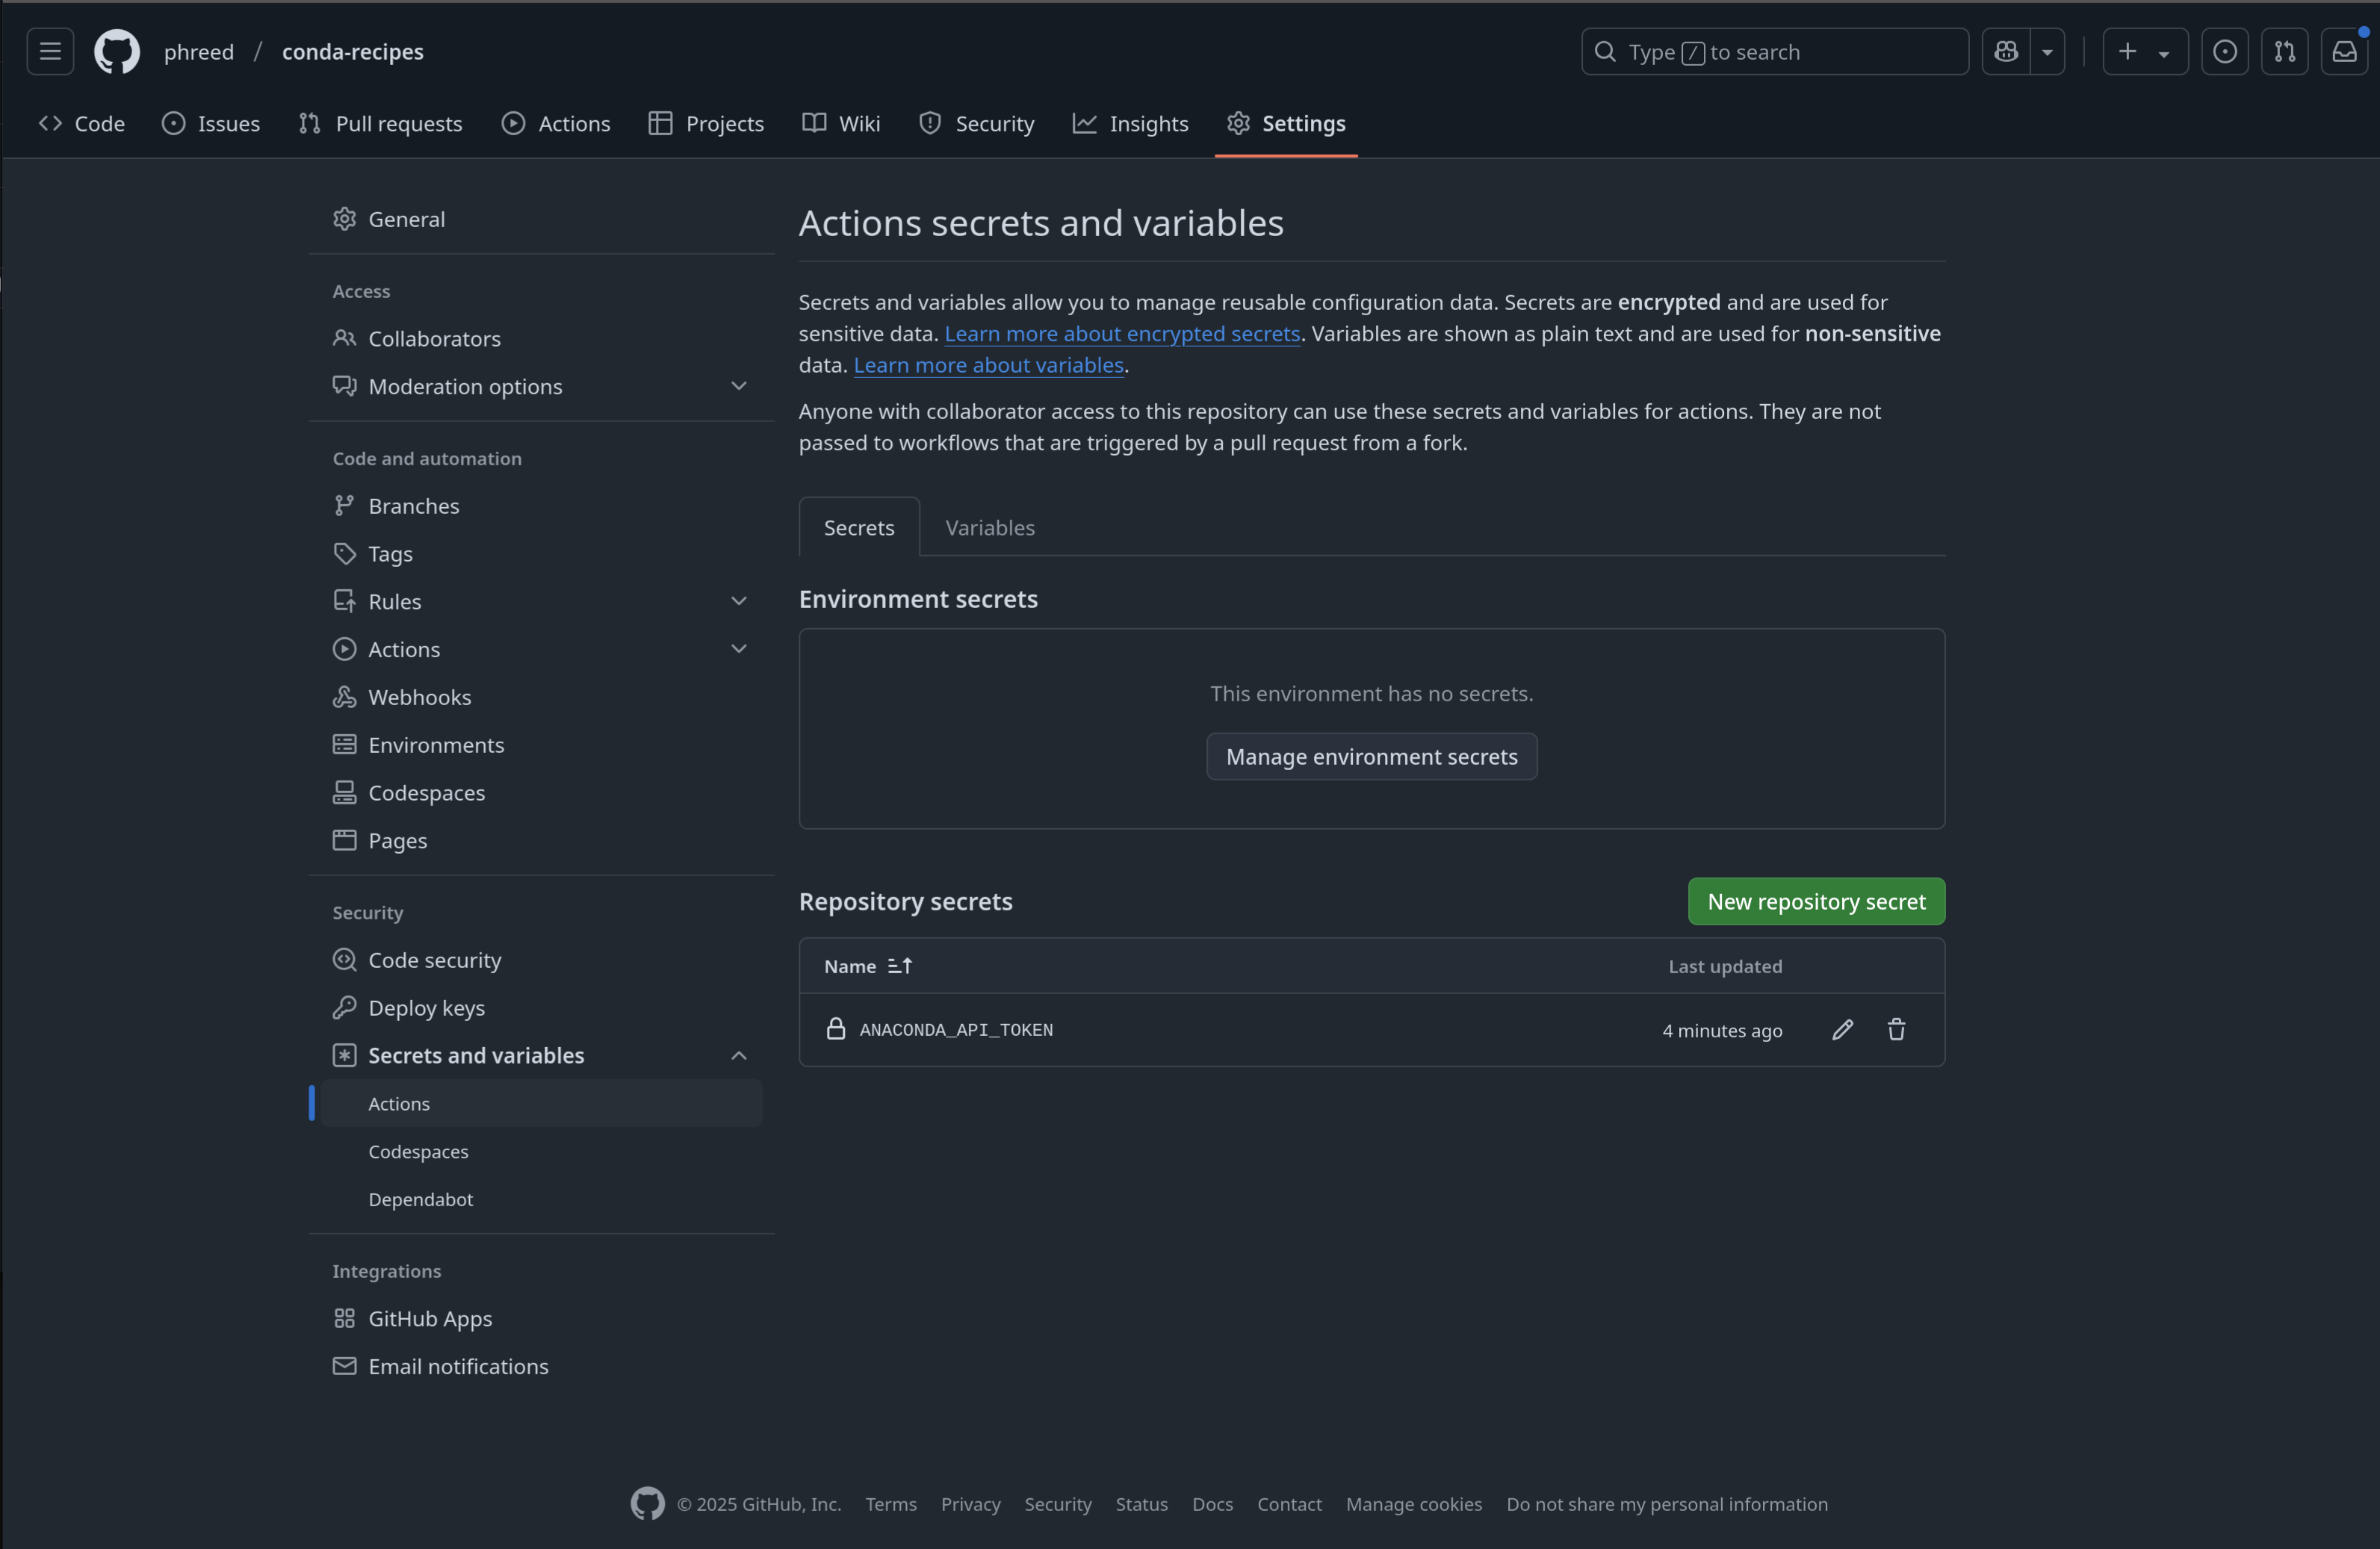 phreed / conda-recipes
Type / to search
Code Issues Pull requests Actions Projects Wiki Security Insights Settings
General
Access
Collaborators
Moderation options
Code and automation
Branches
Tags
Rules
Actions
Webhooks
Environments
Codespaces
Pages
Security
Code security
Deploy keys
Secrets and variables
Actions
Codespaces
Dependabot
Integrations
GitHub Apps
Email notifications
Actions secrets and variables
Secrets and variables allow you to manage reusable configuration data. Secrets are encrypted and are used for
sensitive data. Learn more about encrypted secrets. Variables are shown as plain text and are used for non-sensitive
data. Learn more about variables.
Anyone with collaborator access to this repository can use these secrets and variables for actions. They are not
passed to workflows that are triggered by a pull request from a fork.
Secrets Variables
Environment secrets
This environment has no secrets.
Manage environment secrets
Repository secrets New repository secret
Name Last updated
ANACONDA_API_TOKEN 4 minutes ago
© 2025 GitHub, Inc. Terms Privacy Security Status Docs Contact Manage cookies Do not share my personal information